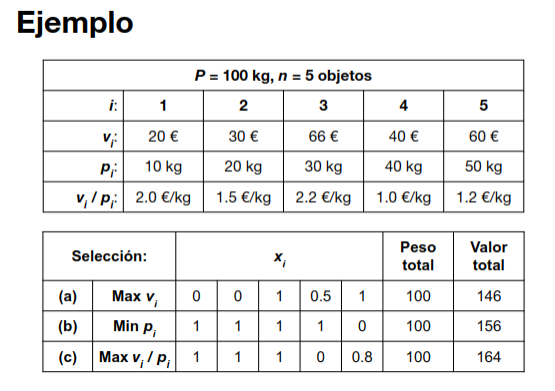 Ejemplo
P = 100 kg, n = 5 objetos
i: 1 2 3 4 5
v_i: 20 € 30 € 66 € 40 € 60 €
p_i: 10 kg 20 kg 30 kg 40 kg 50 kg
v_i / p_i: 2.0 €/kg 1.5 €/kg 2.2 €/kg 1.0 €/kg 1.2 €/kg
Selección: x_i Peso total Valor total
(a) Max v_i 0 0 1 0.5 1 100 146
(b) Min p_i 1 1 1 1 0 100 156
(c) Max v_i / p_i 1 1 1 0 0.8 100 164